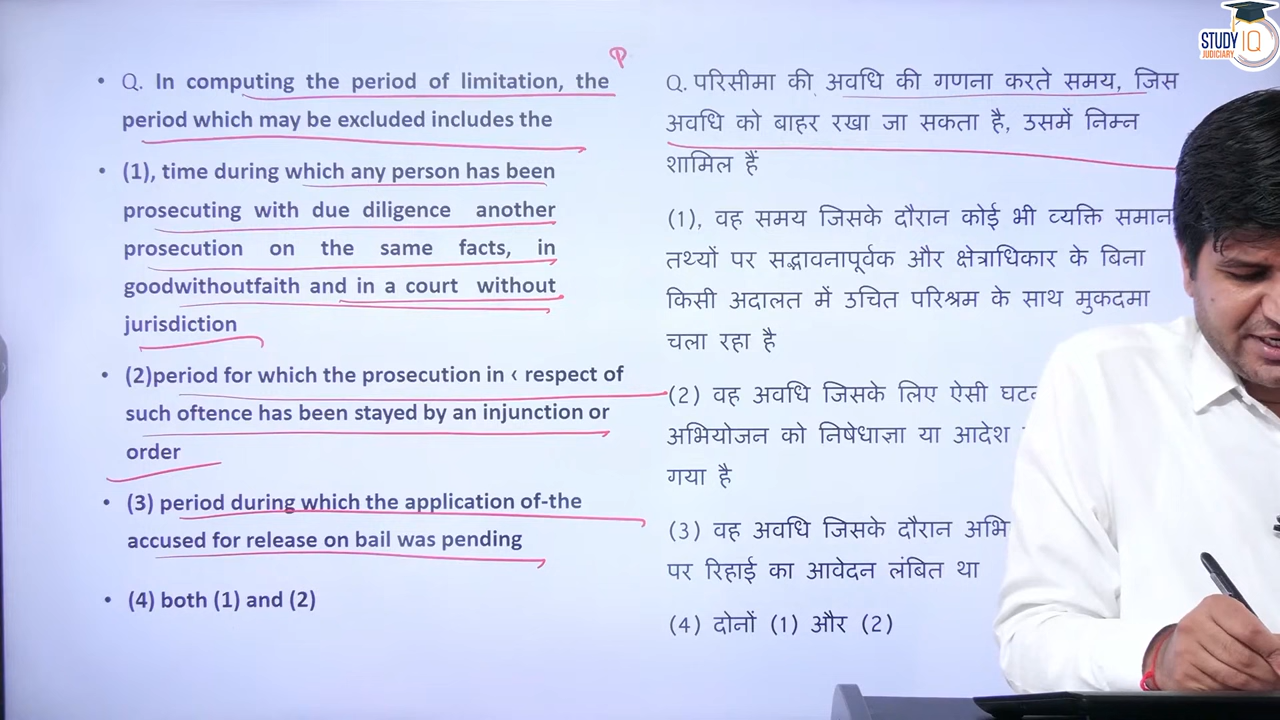 STUDY IQ
JUDICIARY
• Q. In computing the period of limitation, the
period which may be excluded includes the
• (1), time during which any person has been
prosecuting with due diligence another
prosecution on the same facts, in
goodwithoutfaith and in a court without
jurisdiction
• (2)period for which the prosecution in ‹ respect of
such oftence has been stayed by an injunction or
order
• (3) period during which the application of-the
accused for release on bail was pending
• (4) both (1) and (2)
Q. परिसीमा की अवधि की गणना करते समय, जिस
अवधि को बाहर रखा जा सकता है, उसमें निम्न
शामिल हैं
(1), वह समय जिसके दौरान कोई भी व्यक्ति समान
तथ्यों पर सद्भावनापूर्वक और क्षेत्राधिकार के बिना
किसी अदालत में उचित परिश्रम के साथ मुकदमा
चला रहा है
(2) वह अवधि जिसके लिए ऐसी
अभियोजन को निषेधाज्ञा या आदेश
गया है
(3) वह अवधि जिसके दौरान
पर रिहाई का आवेदन लंबित था
(4) दोनों (1) और (2)